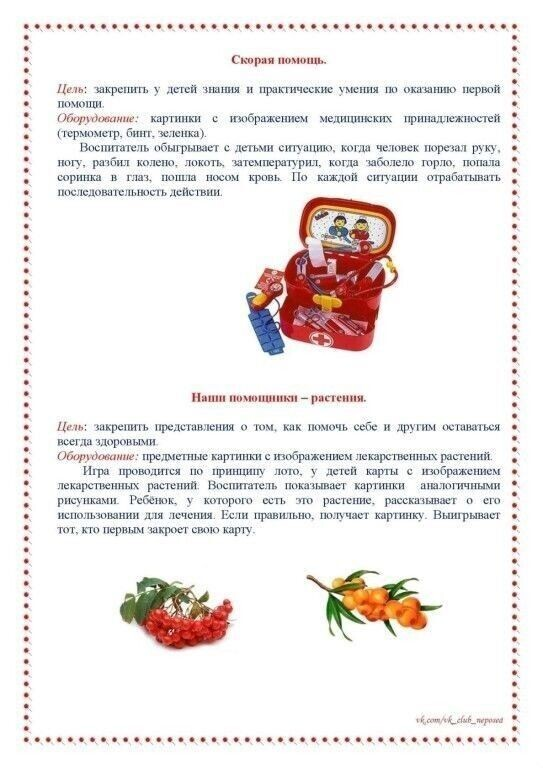 Скорая помощь.
Цель: закрепить у детей знания и практические умения по оказанию первой
помощи.
Оборудование: картинки с изображением медицинских принадлежностей
(термометр, бинт, зеленка).
Воспитатель обыгрывает с детьми ситуацию, когда человек порезал руку,
ногу, разбил колено, локоть, затемпературил, когда заболело горло, попала
соринка в глаз, пошла носом кровь. По каждой ситуации отрабатывать
последовательность действии.
Наши помощники – растения.
Цель: закрепить представления о том, как помочь себе и другим оставаться
всегда здоровыми.
Оборудование: предметные картинки с изображением лекарственных растений.
Игра проводится по принципу лото, у детей карты с изображением
лекарственных растений. Воспитатель показывает картинки аналогичными
рисунками. Ребёнок, у которого есть это растение, рассказывает о его
использовании для лечения. Если правильно, получает картинку. Выигрывает
тот, кто первым закроет свою карту.
vk.com/vk_club_neposed